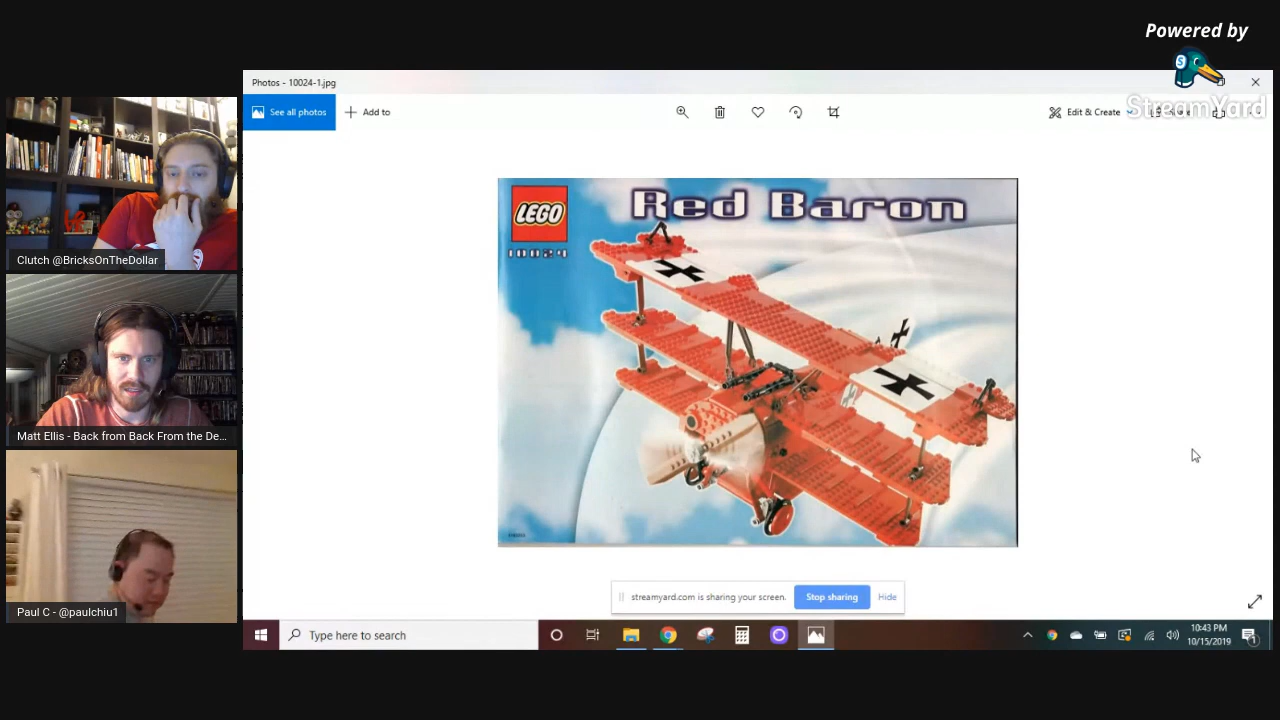 Powered by
StreamYard
Photos - 10024-1.jpg
See all photos
Add to
Edit & Create
LEGO
Red Baron
10024
Clutch @BricksOnTheDollar
Matt Ellis - Back from Back From the De...
Paul C - @paulchiu1
streamyard.com is sharing your screen.
Stop sharing
Hide
Type here to search
10:43 PM
10/15/2019